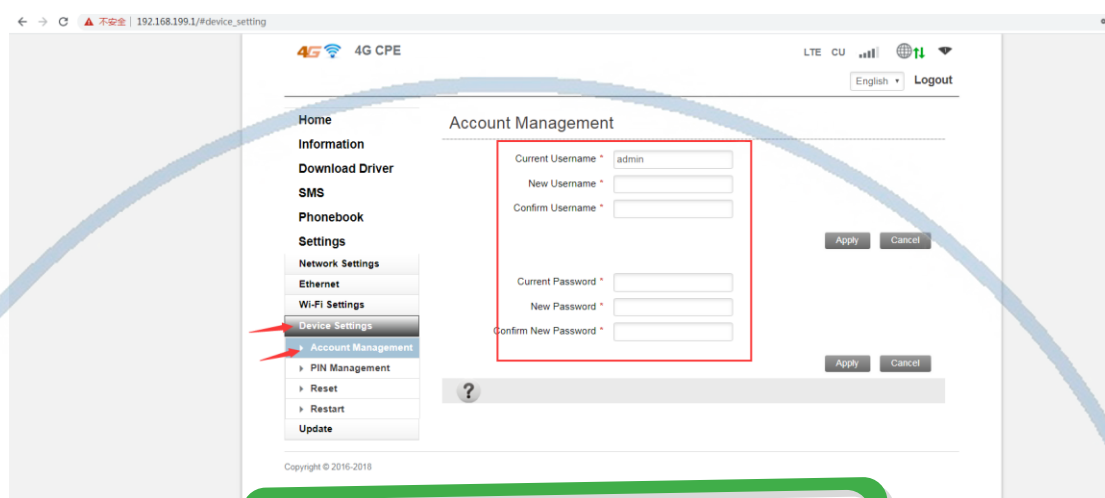 不安全 | 192.168.199.1/#device_setting
4G 4G CPE
LTE CU
English Logout
Home
Information
Download Driver
SMS
Phonebook
Settings
Network Settings
Ethernet
Wi-Fi Settings
Device Settings
Account Management
PIN Management
Reset
Restart
Update
Account Management
Current Username * admin
New Username *
Confirm Username *
Apply Cancel
Current Password *
New Password *
Confirm New Password *
Apply Cancel
?
Copyright © 2016-2018